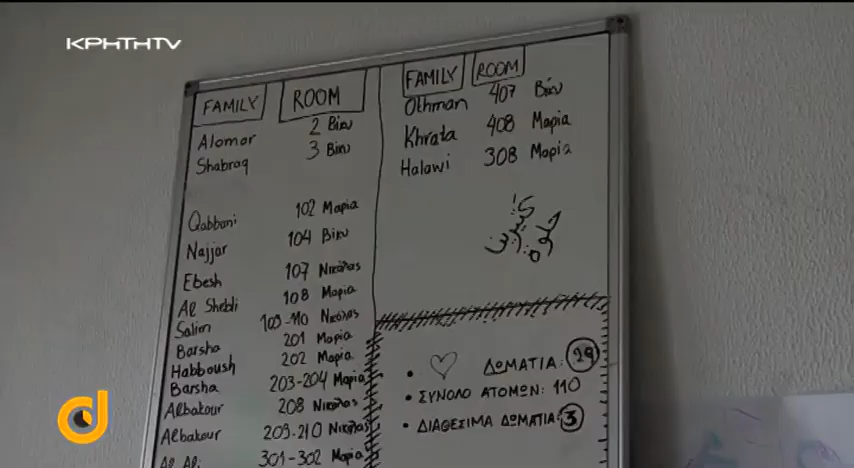 ΚΡΗΤΗTV
FAMILY ROOM
Alomar 2 Βίκυ
Shabraq 3 Βίκυ
Qabbani 102 Μαρία
Najjar 104 Βίκυ
Ebesh 107 Νικόλας
Al Shebli 108 Μαρία
Salim 109-110 Νικόλας
Barsha 201 Μαρία
Habboush 202 Μαρία
Barsha 203-204 Μαρία
Albakour 208 Νικόλας
Albakour 209-210 Νικόλας
Al Al. 301-302 Μαρία
FAMILY ROOM
Othman 407 Βίκυ
Khrata 408 Μαρία
Halawi 308 Μαρία
حلوة
• ♡ ΔΩΜΑΤΙΑ: 29
• ΣΥΝΟΛΟ ΑΤΟΜΩΝ: 110
• ΔΙΑΘΕΣΙΜΑ ΔΩΜΑΤΙΑ: 3